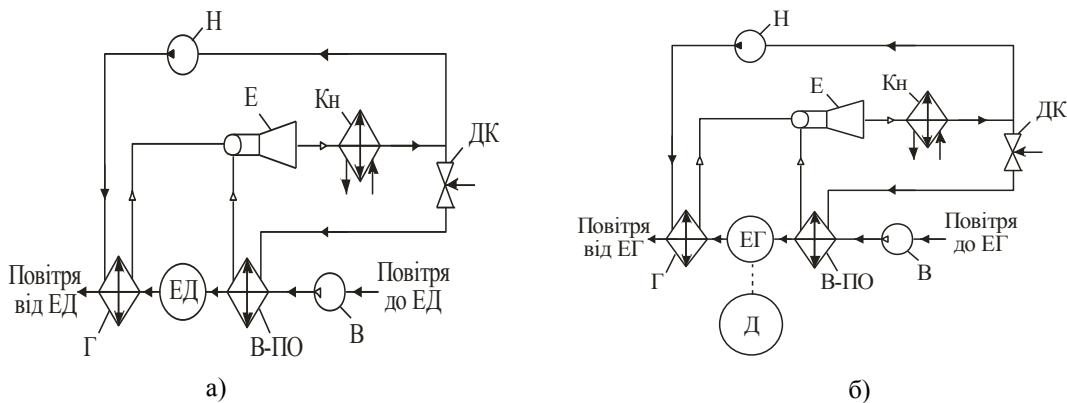 Н
Е
Кн
ДК
Повітря
від ЕД
ЕД
Повітря
до ЕД
Г
В-ПО
В
а)
Н
Е
Кн
ДК
Повітря
від ЕГ
ЕГ
Повітря
до ЕГ
Г
В-ПО
В
Д
б)